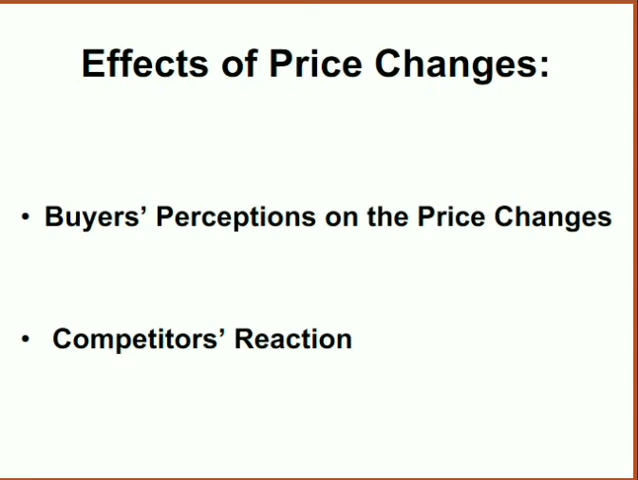 Effects of Price Changes:
• Buyers’ Perceptions on the Price Changes
• Competitors’ Reaction